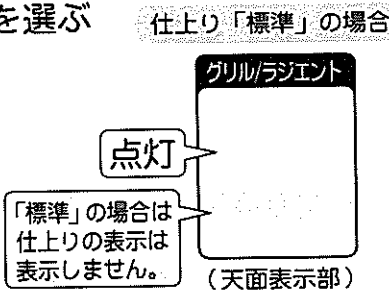 を選ぶ
仕上り「標準」の場合
グリル/ラジエント
点灯
「標準」の場合は
仕上りの表示は
表示しません。
(天面表示部)